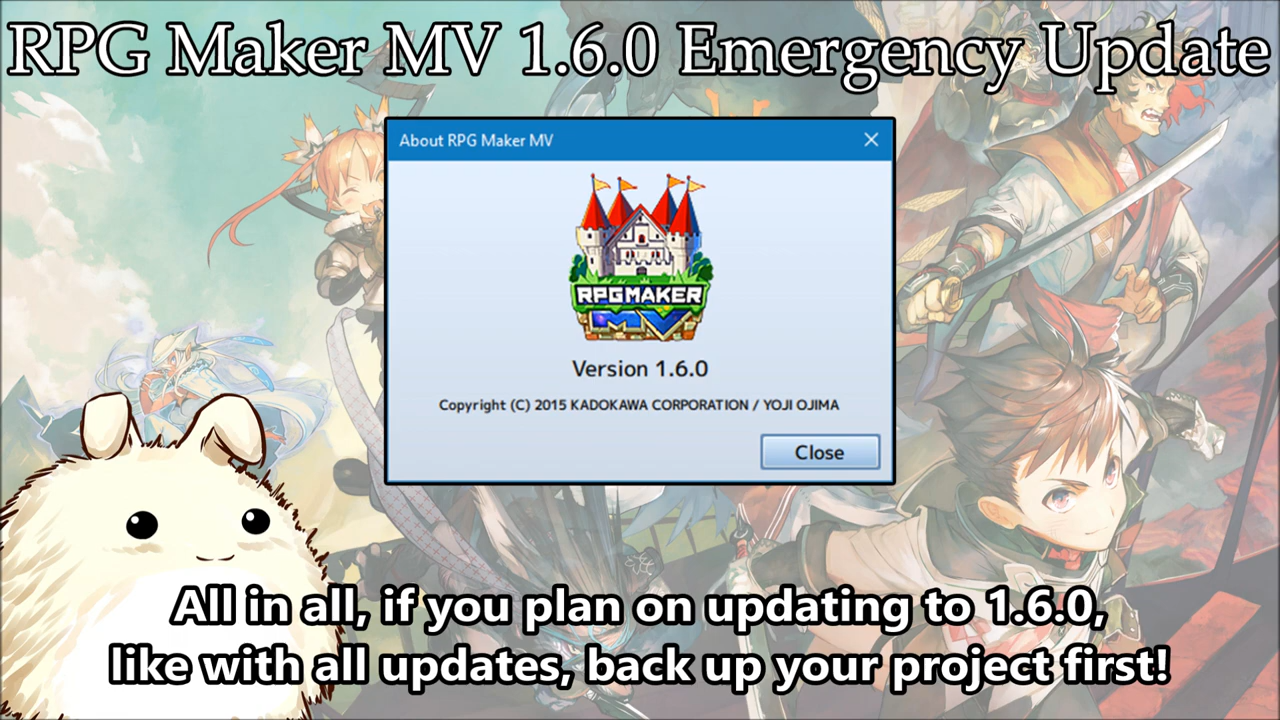 RPG Maker MV 1.6.0 Emergency Update
About RPG Maker MV
RPG MAKER
MV
Version 1.6.0
Copyright (C) 2015 KADOKAWA CORPORATION / YOJI OJIMA
Close
All in all, if you plan on updating to 1.6.0,
like with all updates, back up your project first!